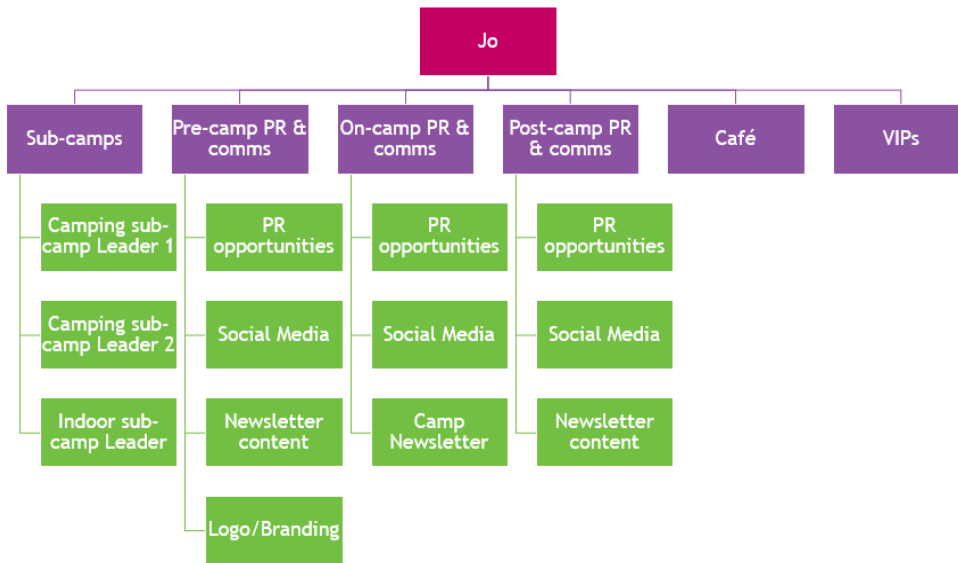 Jo
Sub-camps
Pre-camp PR &
comms
On-camp PR &
comms
Post-camp PR
& comms
Café
VIPs
Camping sub-
camp Leader 1
PR
opportunities
PR
opportunities
PR
opportunities
Camping sub-
camp Leader 2
Social Media
Social Media
Social Media
Indoor sub-
camp Leader
Newsletter
content
Camp
Newsletter
Newsletter
content
Logo/Branding